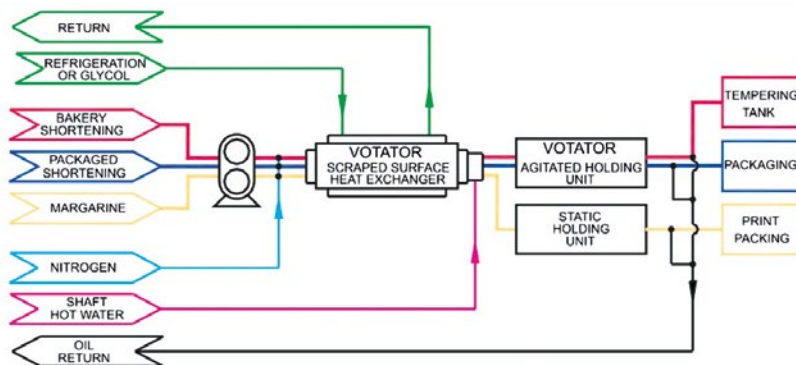 RETURN
REFRIGERATION
OR GLYCOL
BAKERY
SHORTENING
PACKAGED
SHORTENING
MARGARINE
NITROGEN
SHAFT
HOT WATER
OIL
RETURN
VOTATOR
SCRAPED SURFACE
HEAT EXCHANGER
VOTATOR
AGITATED HOLDING
UNIT
STATIC
HOLDING
UNIT
TEMPERING
TANK
PACKAGING
PRINT
PACKING